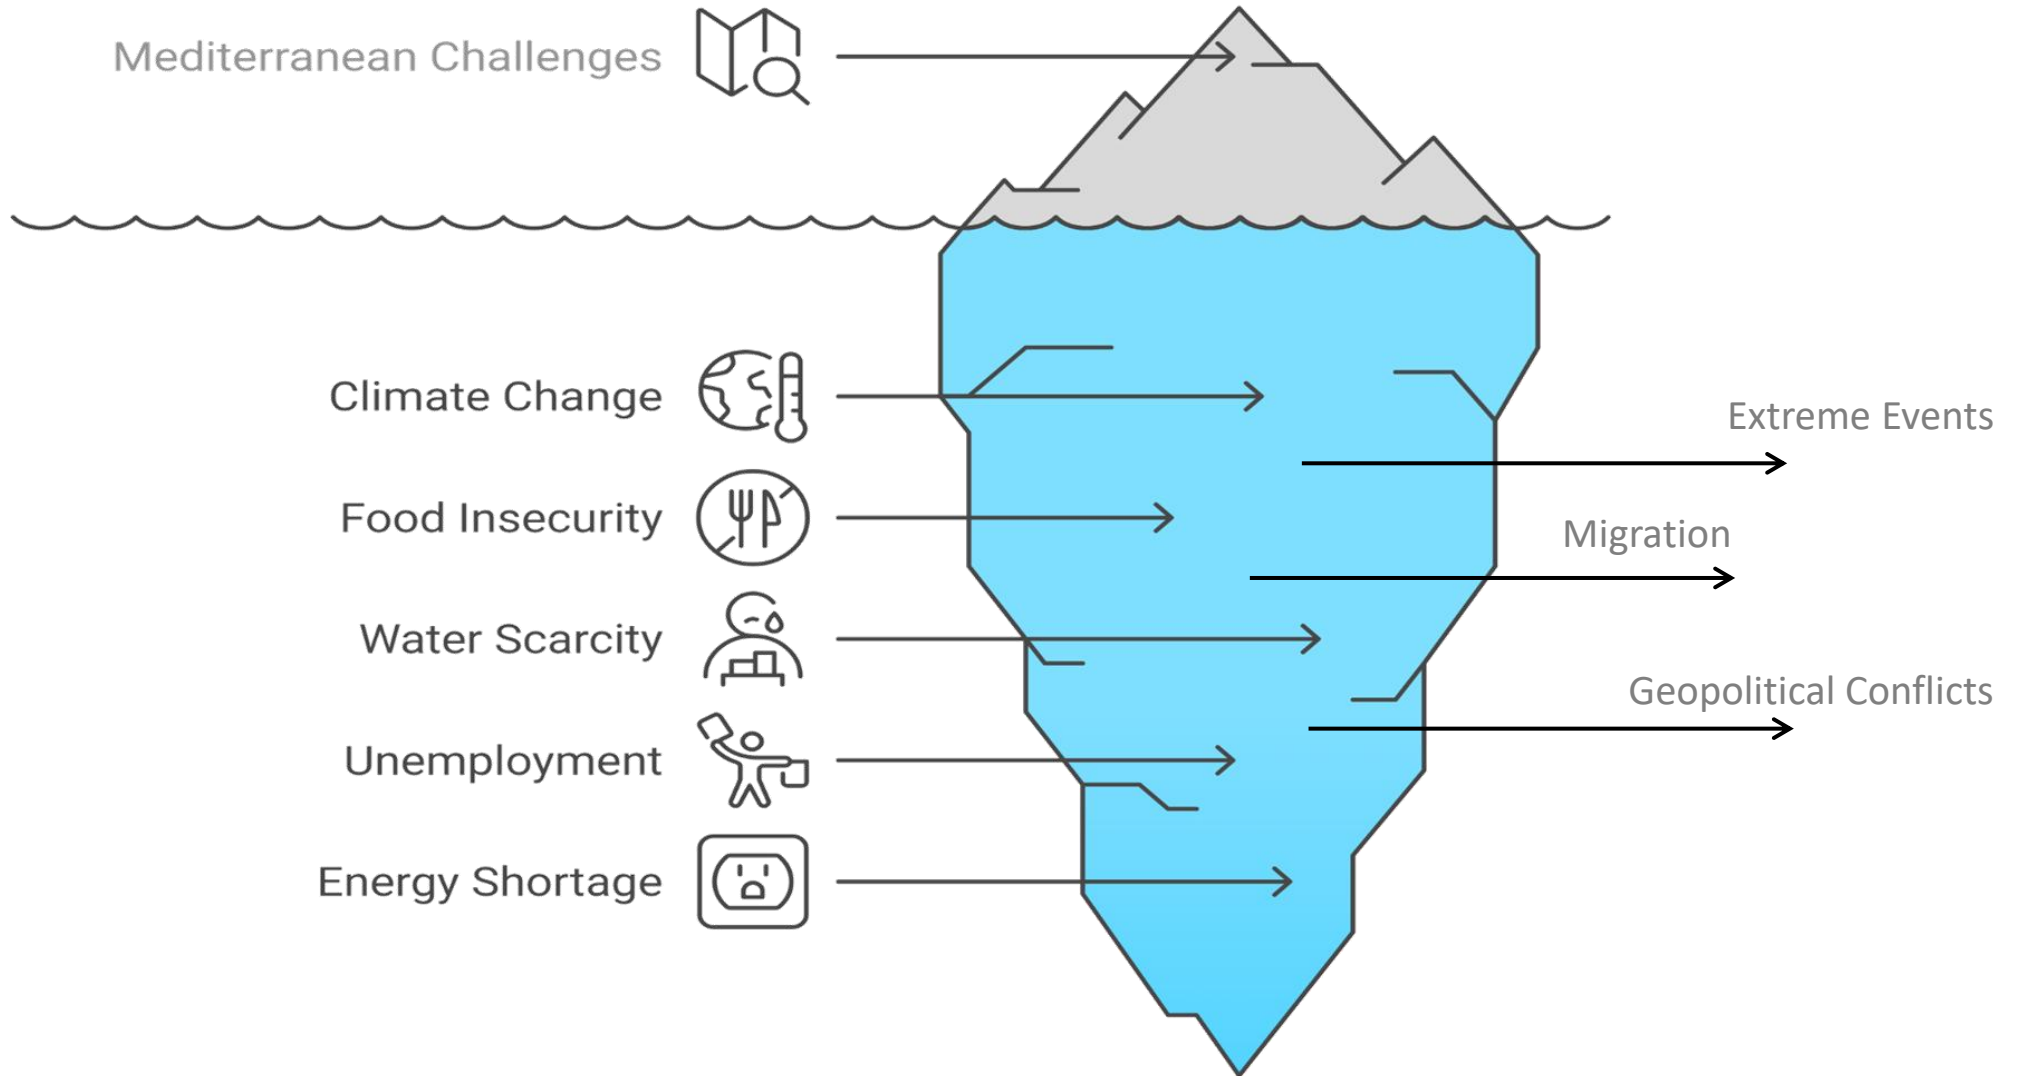 Mediterranean Challenges
Climate Change
Extreme Events
Food Insecurity
Migration
Water Scarcity
Geopolitical Conflicts
Unemployment
Energy Shortage